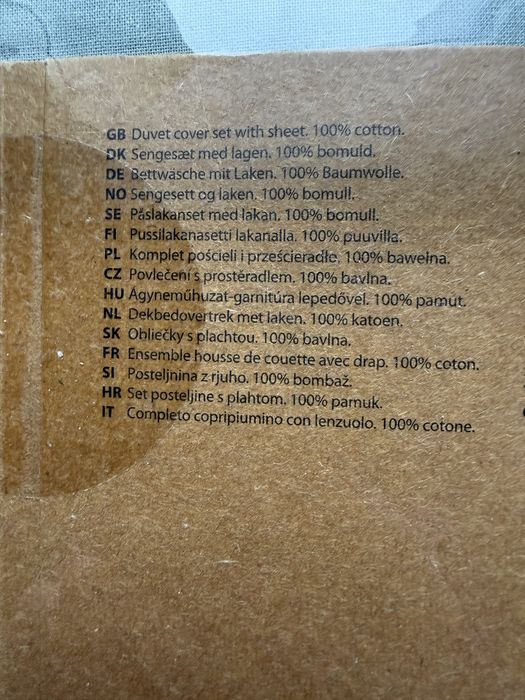 GB Duvet cover set with sheet. 100% cotton.
DK Sengesæt med lagen. 100% bomuld.
DE Bettwäsche mit Laken. 100% Baumwolle.
NO Sengesett og laken. 100% bomull.
SE Påslakanset med lakan. 100% bomull.
FI Pussilakanasetti lakanalla. 100% puuvilla.
PL Komplet pościeli i prześcieradłe, 100% bawełna.
CZ Povlečení s prostěradlem. 100% bavlna.
HU Ágyneműhuzat-garnitúra lepedővel. 100% pamut.
NL Dekbedovertrek met laken. 100% katoen.
SK Obliečky s plachtou. 100% bavlna.
FR Ensemble housse de couette avec drap. 100% coton.
SI Posteljnina z rjuho. 100% bombaž.
HR Set posteljine s plahtom. 100% pamuk.
IT Completo copripiumino con lenzuolo. 100% cotone.